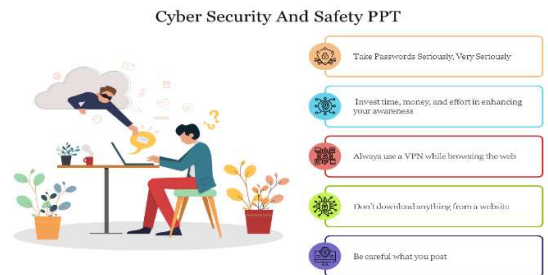 Cyber Security And Safety PPT
Take Passwords Seriously, Very Seriously
Invest time, money, and effort in enhancing
your awareness
Always use a VPN while browsing the web
Don't download anything from a website
Be careful what you post